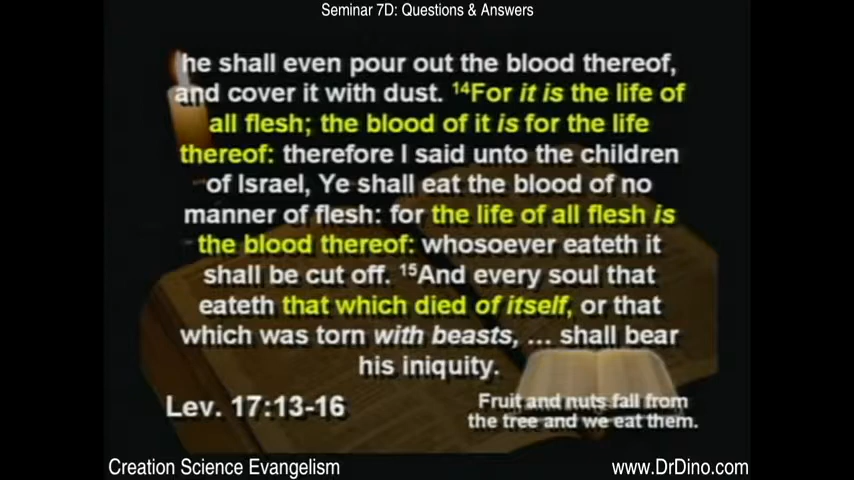 Seminar 7D: Questions & Answers
he shall even pour out the blood thereof,
and cover it with dust. ¹⁴For it is the life of
all flesh; the blood of it is for the life
thereof: therefore I said unto the children
of Israel, Ye shall eat the blood of no
manner of flesh: for the life of all flesh is
the blood thereof: whosoever eateth it
shall be cut off. ¹⁵And every soul that
eateth that which died of itself, or that
which was torn with beasts, ... shall bear
his iniquity.
Lev. 17:13-16
Fruit and nuts fall from
the tree and we eat them.
Creation Science Evangelism
www.DrDino.com